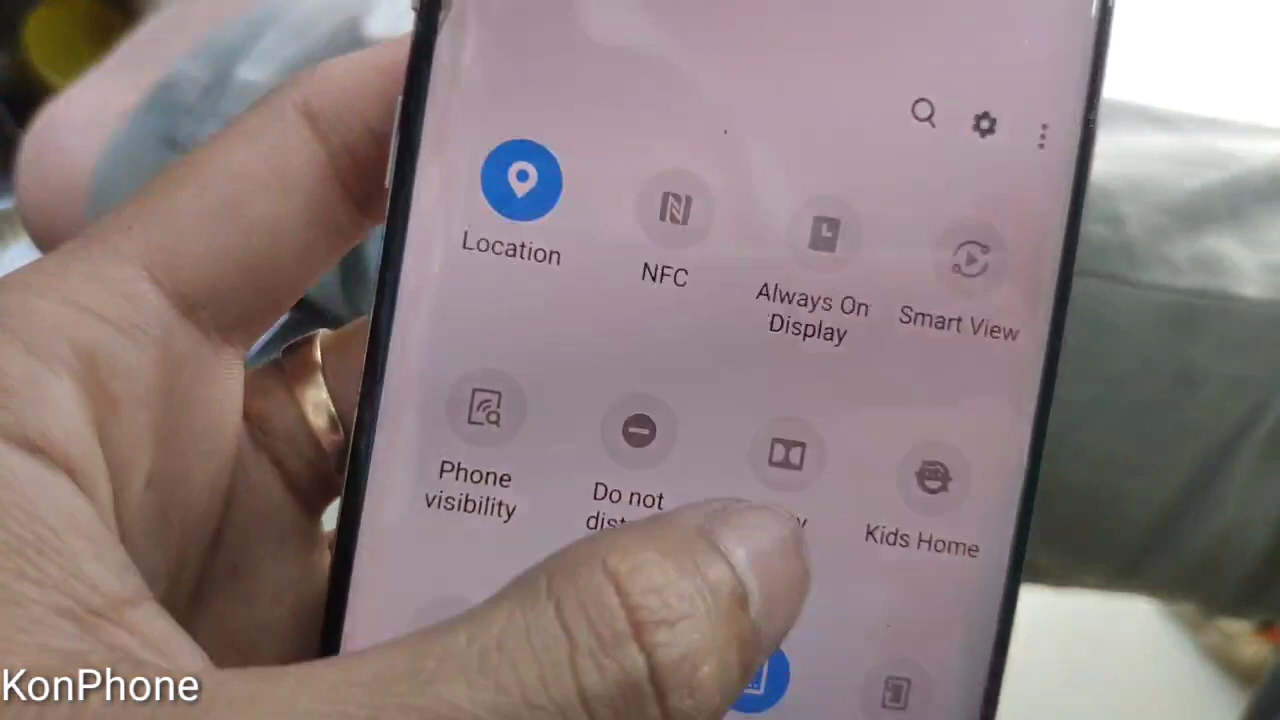 Location
NFC
Always On
Display
Smart View
Phone
visibility
Do not
Kids Home
KonPhone